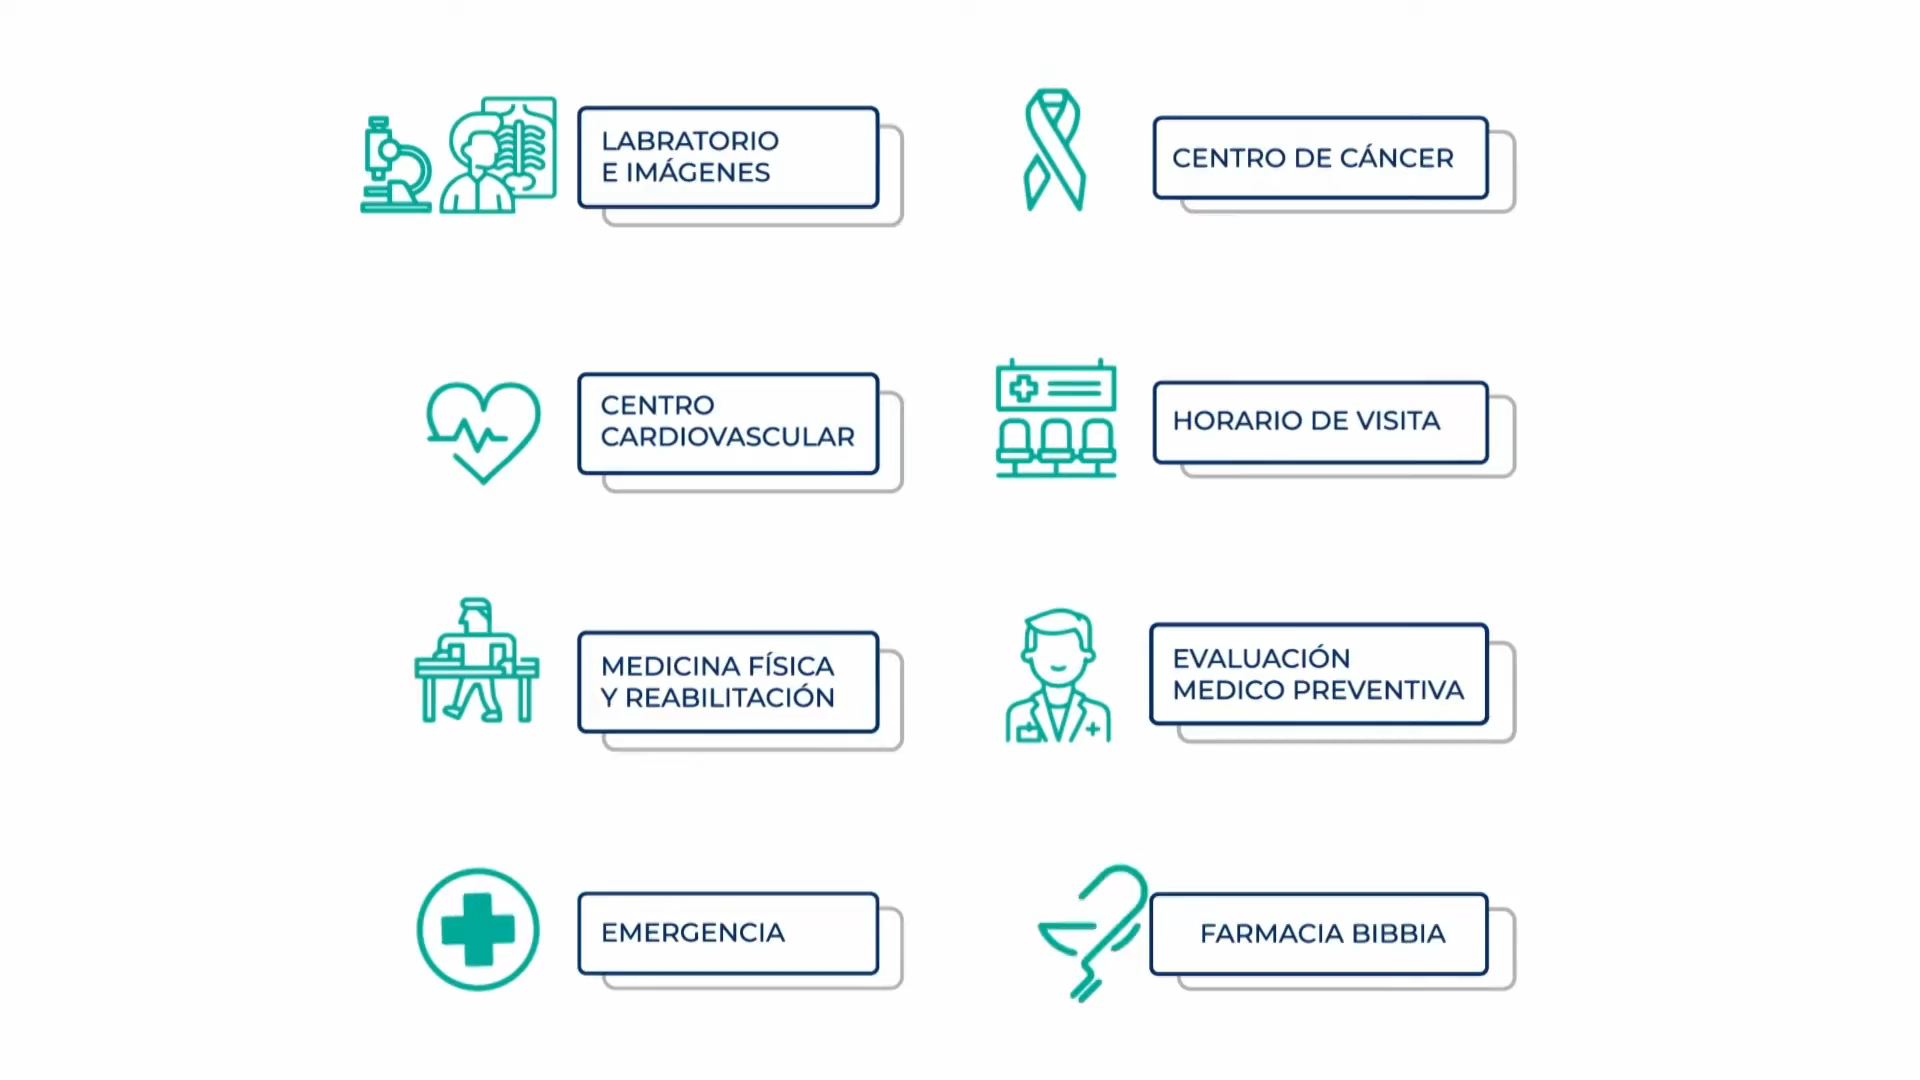 LABRATORIO
E IMÁGENES
CENTRO DE CÁNCER
CENTRO
CARDIOVASCULAR
HORARIO DE VISITA
MEDICINA FÍSICA
Y REABILITACIÓN
EVALUACIÓN
MEDICO PREVENTIVA
EMERGENCIA
FARMACIA BIBBIA